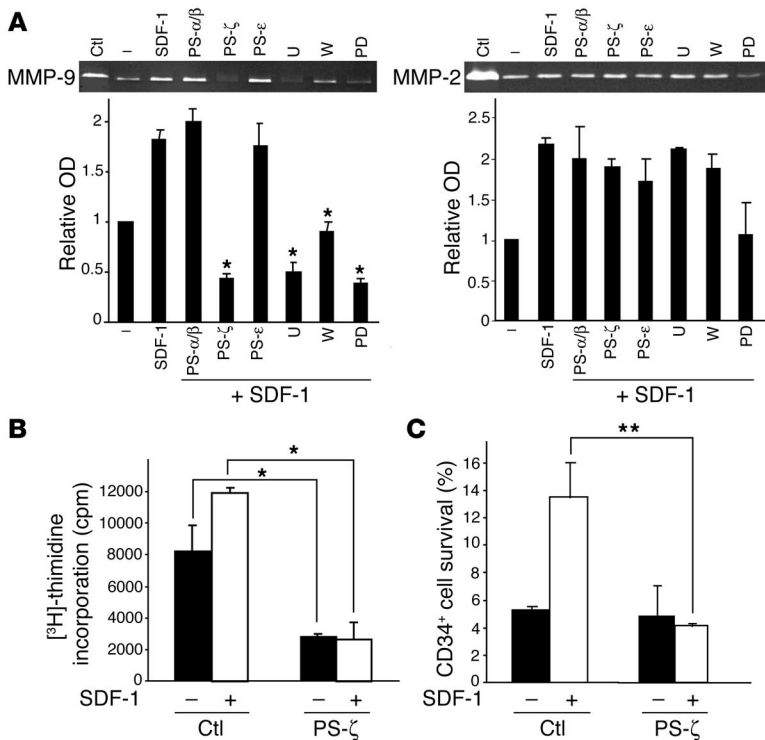 A
Ctl
–
SDF-1
PS-α/β
PS-ζ
PS-ε
U
W
PD
MMP-9
Relative OD
2
1.5
1
0.5
0
*
*
*
*
–
SDF-1
PS-α/β
PS-ζ
PS-ε
U
W
PD
+ SDF-1
Ctl
–
SDF-1
PS-α/β
PS-ζ
PS-ε
U
W
PD
MMP-2
Relative OD
2.5
2
1.5
1
0.5
0
–
SDF-1
PS-α/β
PS-ζ
PS-ε
U
W
PD
+ SDF-1
B
[³H]-thimidine
incorporation (cpm)
12000
10000
8000
6000
4000
2000
0
*
*
SDF-1 – + – +
Ctl PS-ζ
C
CD34⁺ cell survival (%)
16
14
12
10
8
6
4
2
0
**
SDF-1 – + – +
Ctl PS-ζ